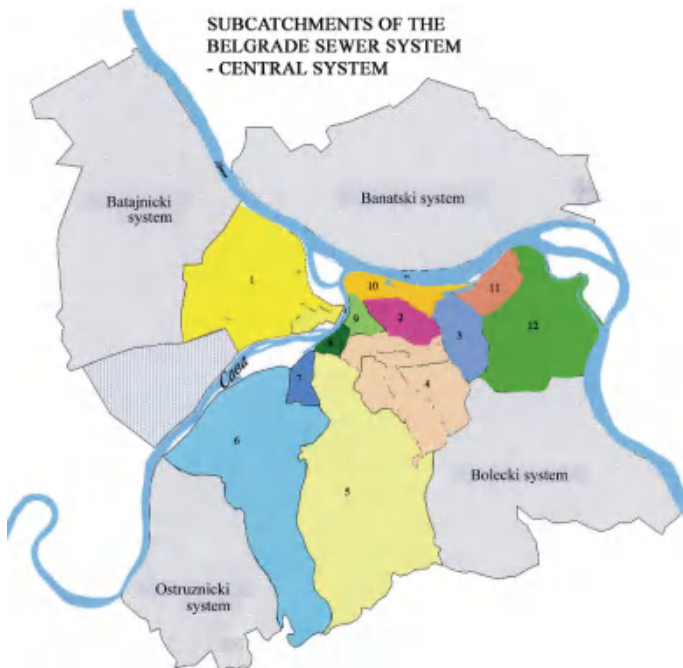 SUBCATCHMENTS OF THE
BELGRADE SEWER SYSTEM
- CENTRAL SYSTEM
Batajnicki
system
Banatski system
1
10
11
9
2
3
12
8
Сава
7
4
6
5
Bolecki system
Ostruznicki
system